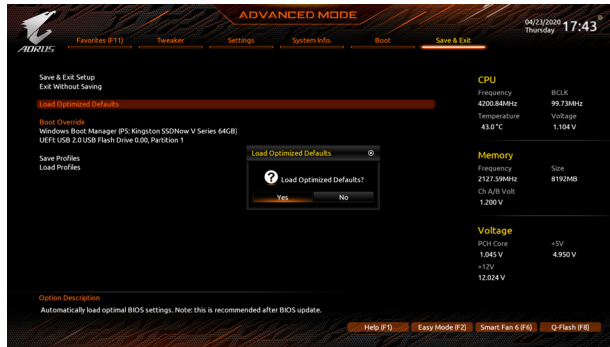 ADVANCED MODE
04/23/2020 Thursday 17:43
AORUS
Favorites (F11) Tweaker Settings System Info. Boot Save & Exit
Save & Exit Setup
Exit Without Saving
Load Optimized Defaults
Boot Override
Windows Boot Manager (P5: Kingston SSDNow V Series 64GB)
UEFI: USB 2.0 USB Flash Drive 0.00, Partition 1
Save Profiles
Load Profiles
Load Optimized Defaults
? Load Optimized Defaults?
Yes No
CPU
Frequency BCLK
4200.84MHz 99.73MHz
Temperature Voltage
43.0 °C 1.104 V
Memory
Frequency Size
2127.59MHz 8192MB
Ch A/B Volt
1.200 V
Voltage
PCH Core +5V
1.045 V 4.950 V
+12V
12.024 V
Option Description
Automatically load optimal BIOS settings. Note: this is recommended after BIOS update.
Help (F1) Easy Mode (F2) Smart Fan 6 (F6) Q-Flash (F8)